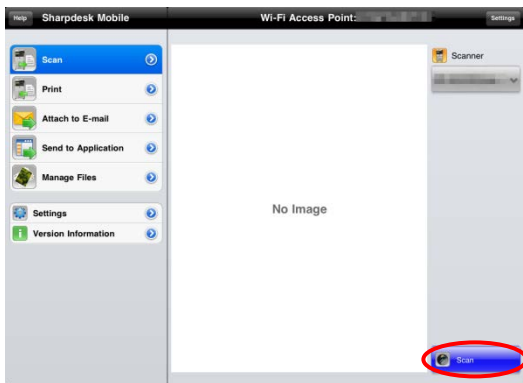 Help
Sharpdesk Mobile
Wi-Fi Access Point:
Settings
Scan
Print
Attach to E-mail
Send to Application
Manage Files
Settings
Version Information
No Image
Scanner
Scan